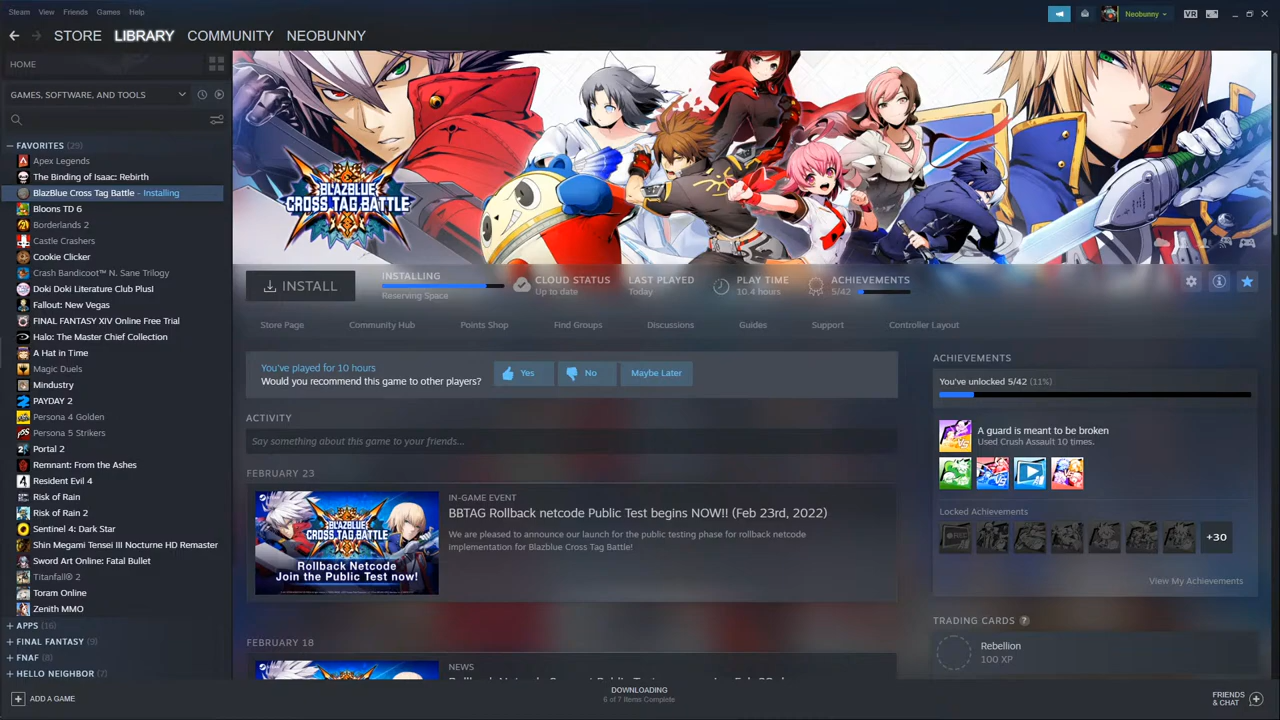 Steam View Friends Games Help
Neobunny
VR
STORE LIBRARY COMMUNITY NEOBUNNY
HOME
GAMES, SOFTWARE, AND TOOLS
FAVORITES (29)
Apex Legends
The Binding of Isaac: Rebirth
BlazBlue Cross Tag Battle - Installing
Bloons TD 6
Borderlands 2
Castle Crashers
Cookie Clicker
Crash Bandicoot™ N. Sane Trilogy
Doki Doki Literature Club Plus!
Fallout: New Vegas
FINAL FANTASY XIV Online Free Trial
Halo: The Master Chief Collection
A Hat in Time
Magic Duels
Mindustry
PAYDAY 2
Persona 4 Golden
Persona 5 Strikers
Portal 2
Remnant: From the Ashes
Resident Evil 4
Risk of Rain
Risk of Rain 2
Sentinel 4: Dark Star
Shin Megami Tensei III Nocturne HD Remaster
Sword Art Online: Fatal Bullet
Titanfall® 2
Toram Online
Zenith MMO
APPS (16)
FINAL FANTASY (9)
FNAF (8)
HELLO NEIGHBOR (7)
ADD A GAME
BLAZBLUE
CROSS TAG BATTLE
INSTALL
INSTALLING
Reserving Space
CLOUD STATUS
Up to date
LAST PLAYED
Today
PLAY TIME
10.4 hours
ACHIEVEMENTS
5/42
Store Page Community Hub Points Shop Find Groups Discussions Guides Support Controller Layout
You've played for 10 hours
Would you recommend this game to other players?
Yes No Maybe Later
ACTIVITY
Say something about this game to your friends...
FEBRUARY 23
BLAZBLUE
CROSS TAG BATTLE
Rollback Netcode
Join the Public Test now!
IN-GAME EVENT
BBTAG Rollback netcode Public Test begins NOW!! (Feb 23rd, 2022)
We are pleased to announce our launch for the public testing phase for rollback netcode
implementation for Blazblue Cross Tag Battle!
FEBRUARY 18
NEWS
ACHIEVEMENTS
You've unlocked 5/42 (11%)
A guard is meant to be broken
Used Crush Assault 10 times.
Locked Achievements
REC
+30
View My Achievements
TRADING CARDS ?
Rebellion
100 XP
DOWNLOADING
6 of 7 Items Complete
FRIENDS
& CHAT